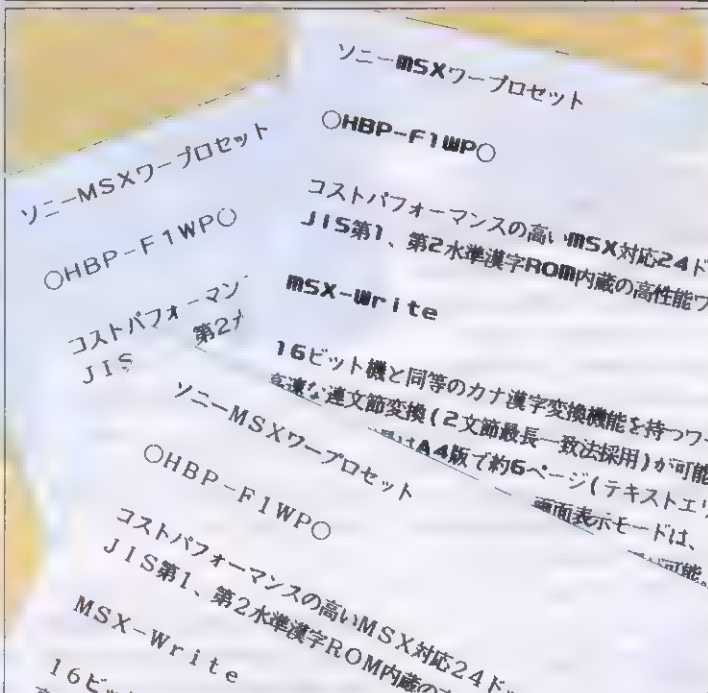 ソニーMSXワープロセット
○HBP-F1WP○
コストパフォーマン
JIS 第2
ソニーMSXワープロセット
○HBP-F1WP○
コストパフォーマンスの高いMSX対応24ド
JIS第1、第2水準漢字ROM内蔵の高性能ワ
MSX-Write
16ビット機と同等のカナ漢字変換機能を持つワー
高速な連文節変換(2文節最長一致法採用)が可能
はA4版で約6ページ(テキストエリ
画面表示モードは、
可能。
ソニーMSXワープロセット
○HBP-F1WP○
コストパフォーマンスの高いMSX対応24ド
JIS第1、第2水準漢字ROM内蔵の
MSX-Write
16ビッ